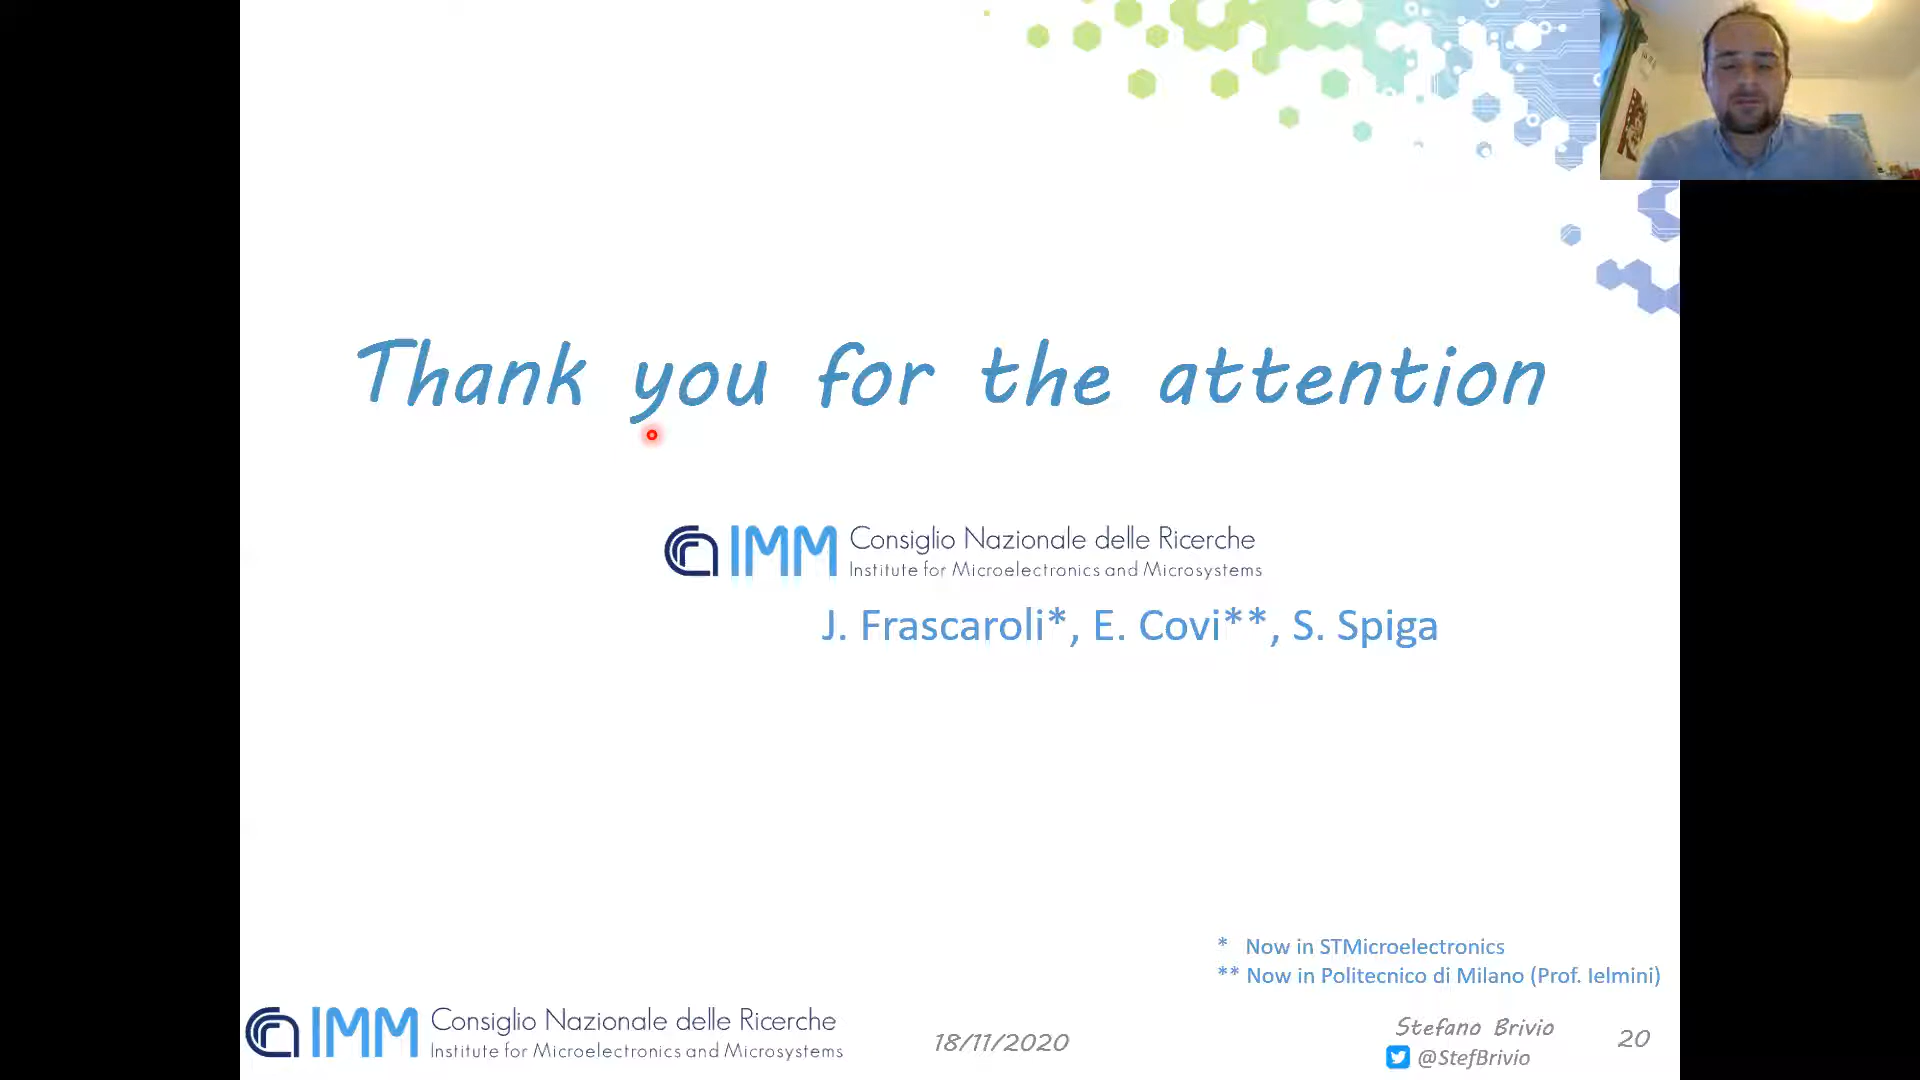 Thank you for the attention
IMM Consiglio Nazionale delle Ricerche
Institute for Microelectronics and Microsystems
J. Frascaroli*, E. Covi**, S. Spiga
* Now in STMicroelectronics
** Now in Politecnico di Milano (Prof. Ielmini)
IMM Consiglio Nazionale delle Ricerche
Institute for Microelectronics and Microsystems
18/11/2020
Stefano Brivio
@StefBrivio
20